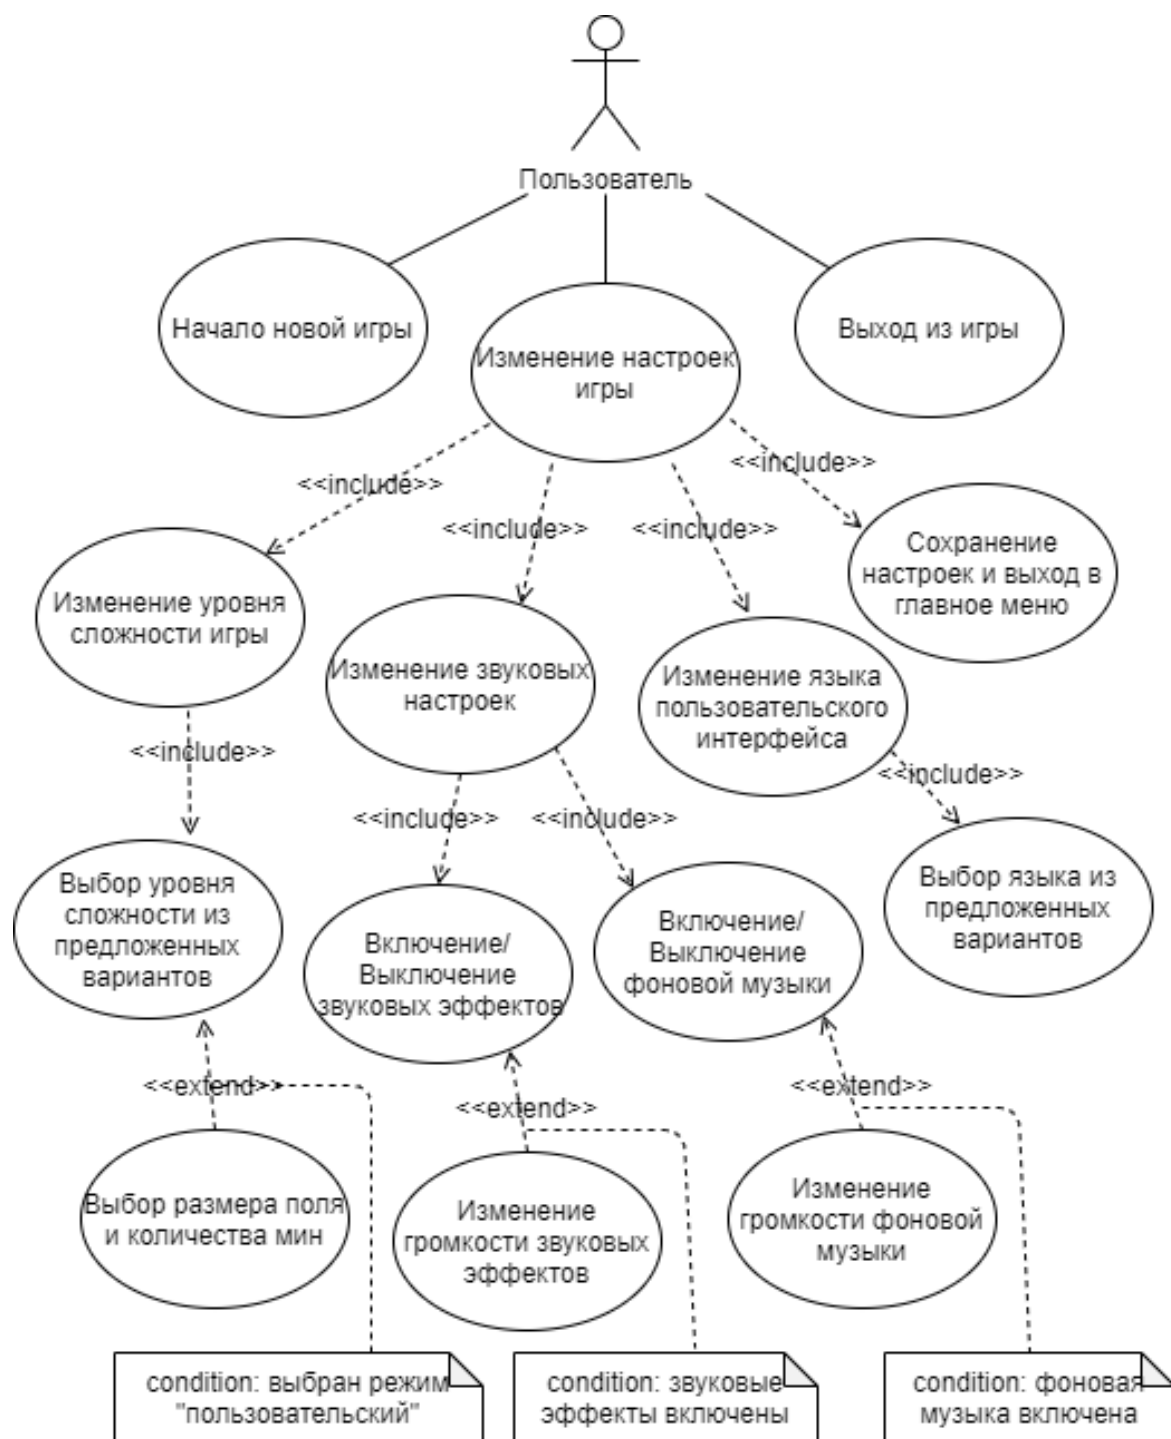 Пользователь
Начало новой игры
Изменение настроек
игры
Выход из игры
<<include>>
<<include>>
<<include>>
<<include>>
Изменение уровня
сложности игры
Изменение звуковых
настроек
Изменение языка
пользовательского
интерфейса
Сохранение
настроек и выход в
главное меню
<<include>>
<<include>>
<<include>>
<<include>>
Выбор уровня
сложности из
предложенных
вариантов
Включение/
Выключение
звуковых эффектов
Включение/
Выключение
фоновой музыки
Выбор языка из
предложенных
вариантов
<<extend>>
<<extend>>
<<extend>>
Выбор размера поля
и количества мин
Изменение
громкости звуковых
эффектов
Изменение
громкости фоновой
музыки
condition: выбран режим
"пользовательский"
condition: звуковые
эффекты включены
condition: фоновая
музыка включена